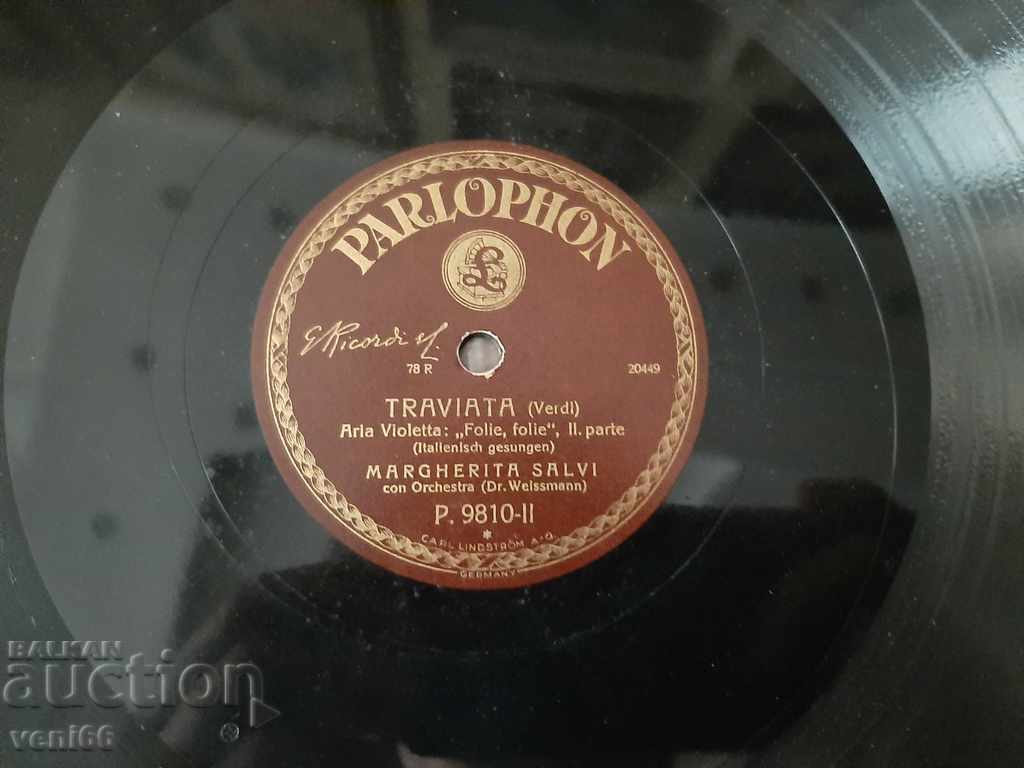 PARLOPHON
£
G Ricordi
78 R
20449
TRAVIATA (Verdi)
Aria Violetta: „Folie, folie“, II. parte
(Italienisch gesungen)
MARGHERITA SALVI
con Orchestra (Dr. Weissmann)
P. 9810-II
*
CARL LINDSTRÖM A-G.
GERMANY
BALKAN
auction
veni66